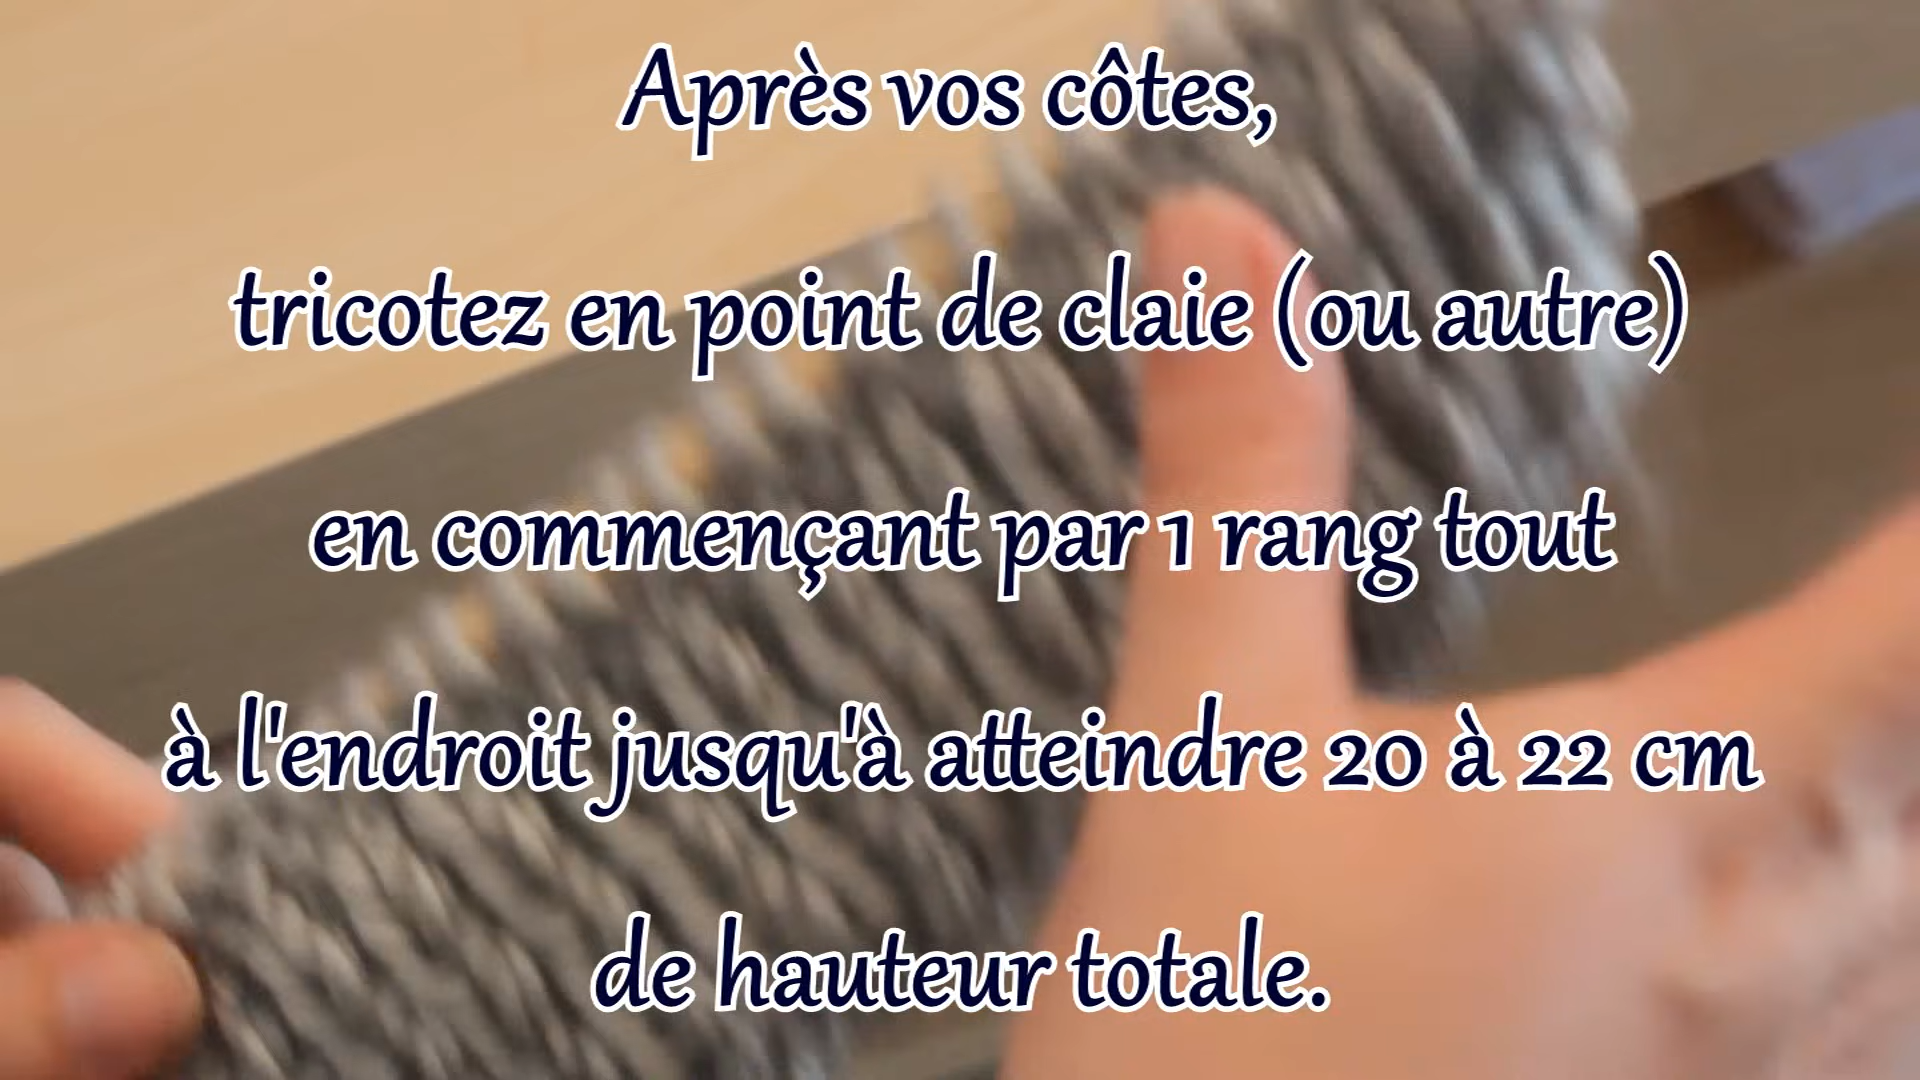 Après vos côtes,
tricotez en point de claie (ou autre)
en commençant par 1 rang tout
à l'endroit jusqu'à atteindre 20 à 22 cm
de hauteur totale.